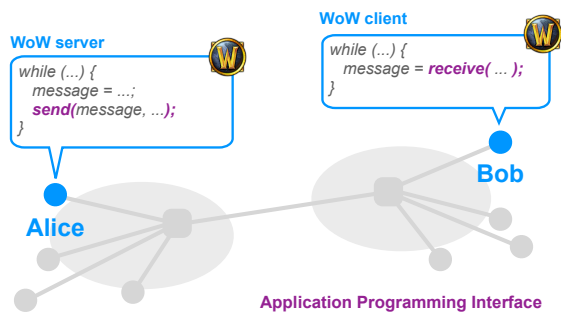 WoW server
while (...) {
message = ...;
send(message, ...);
}
WoW client
while (...) {
message = receive( ... );
}
W
W
Alice
Bob
Application Programming Interface